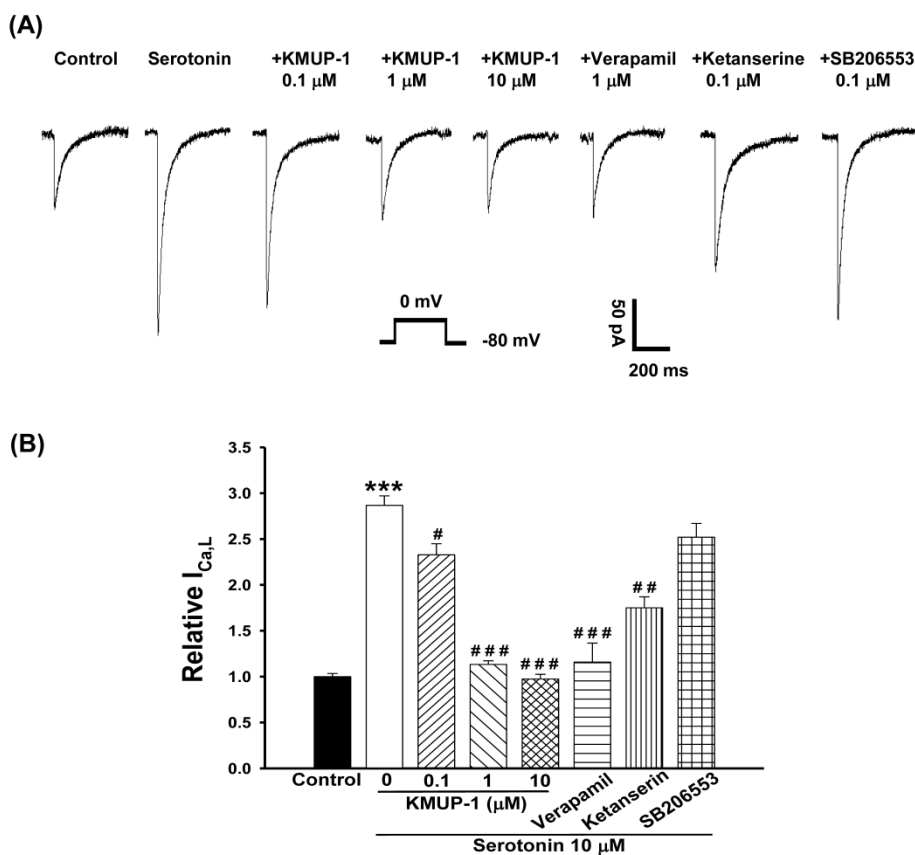 (A)
Control Serotonin +KMUP-1 +KMUP-1 +KMUP-1 +Verapamil +Ketanserine +SB206553
0.1 μM 1 μM 10 μM 1 μM 0.1 μM 0.1 μM
0 mV
-80 mV
50 pA
200 ms
(B)
Relative I_Ca,L
3.5
3.0
2.5
2.0
1.5
1.0
0.5
0.0
***
#
###
###
###
##
Control 0 0.1 1 10 Verapamil Ketanserin SB206553
KMUP-1 (μM)
Serotonin 10 μM